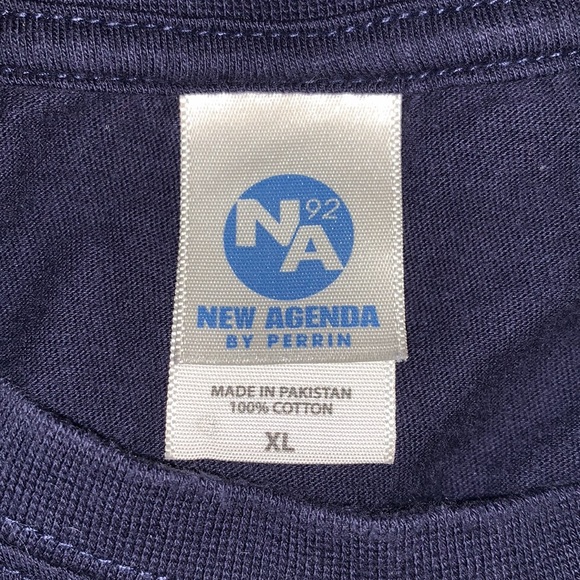 NA 92
NEW AGENDA
BY PERRIN
MADE IN PAKISTAN
100% COTTON
XL